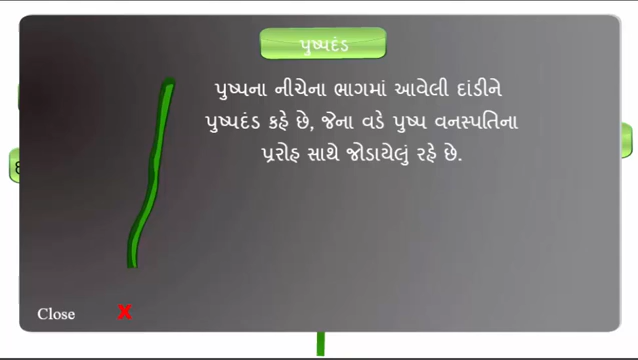 પુષ્પદંડ
પુષ્પના નીચેના ભાગમાં આવેલી દાંડીને
પુષ્પદંડ કહે છે, જેના વડે પુષ્પ વનસ્પતિના
પ્રરોહ સાથે જોડાયેલું રહે છે.
Close X